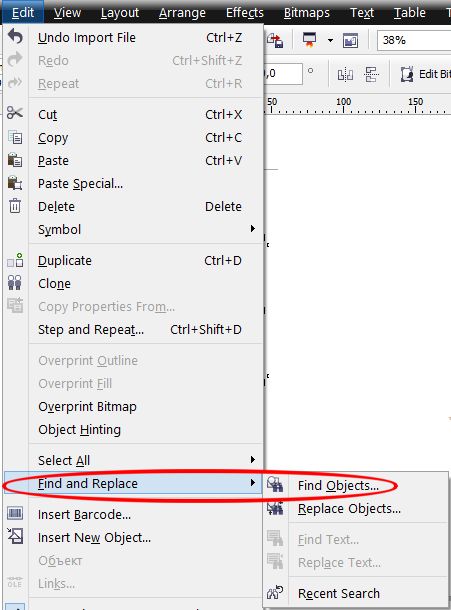 Edit View Layout Arrange Effects Bitmaps Text Table
Undo Import File Ctrl+Z
38%
Redo Ctrl+Shift+Z
Repeat Ctrl+R
,0 ° Edit Bi
Cut Ctrl+X
50 100 150
Copy Ctrl+C
Paste Ctrl+V
Paste Special...
Delete Delete
Symbol
Duplicate Ctrl+D
Clone
Copy Properties From...
Step and Repeat... Ctrl+Shift+D
Overprint Outline
Overprint Fill
Overprint Bitmap
Object Hinting
Select All
Find and Replace
Find Objects...
Replace Objects...
Insert Barcode...
Insert New Object...
Find Text...
Объект
Replace Text...
OLE Links...
Recent Search